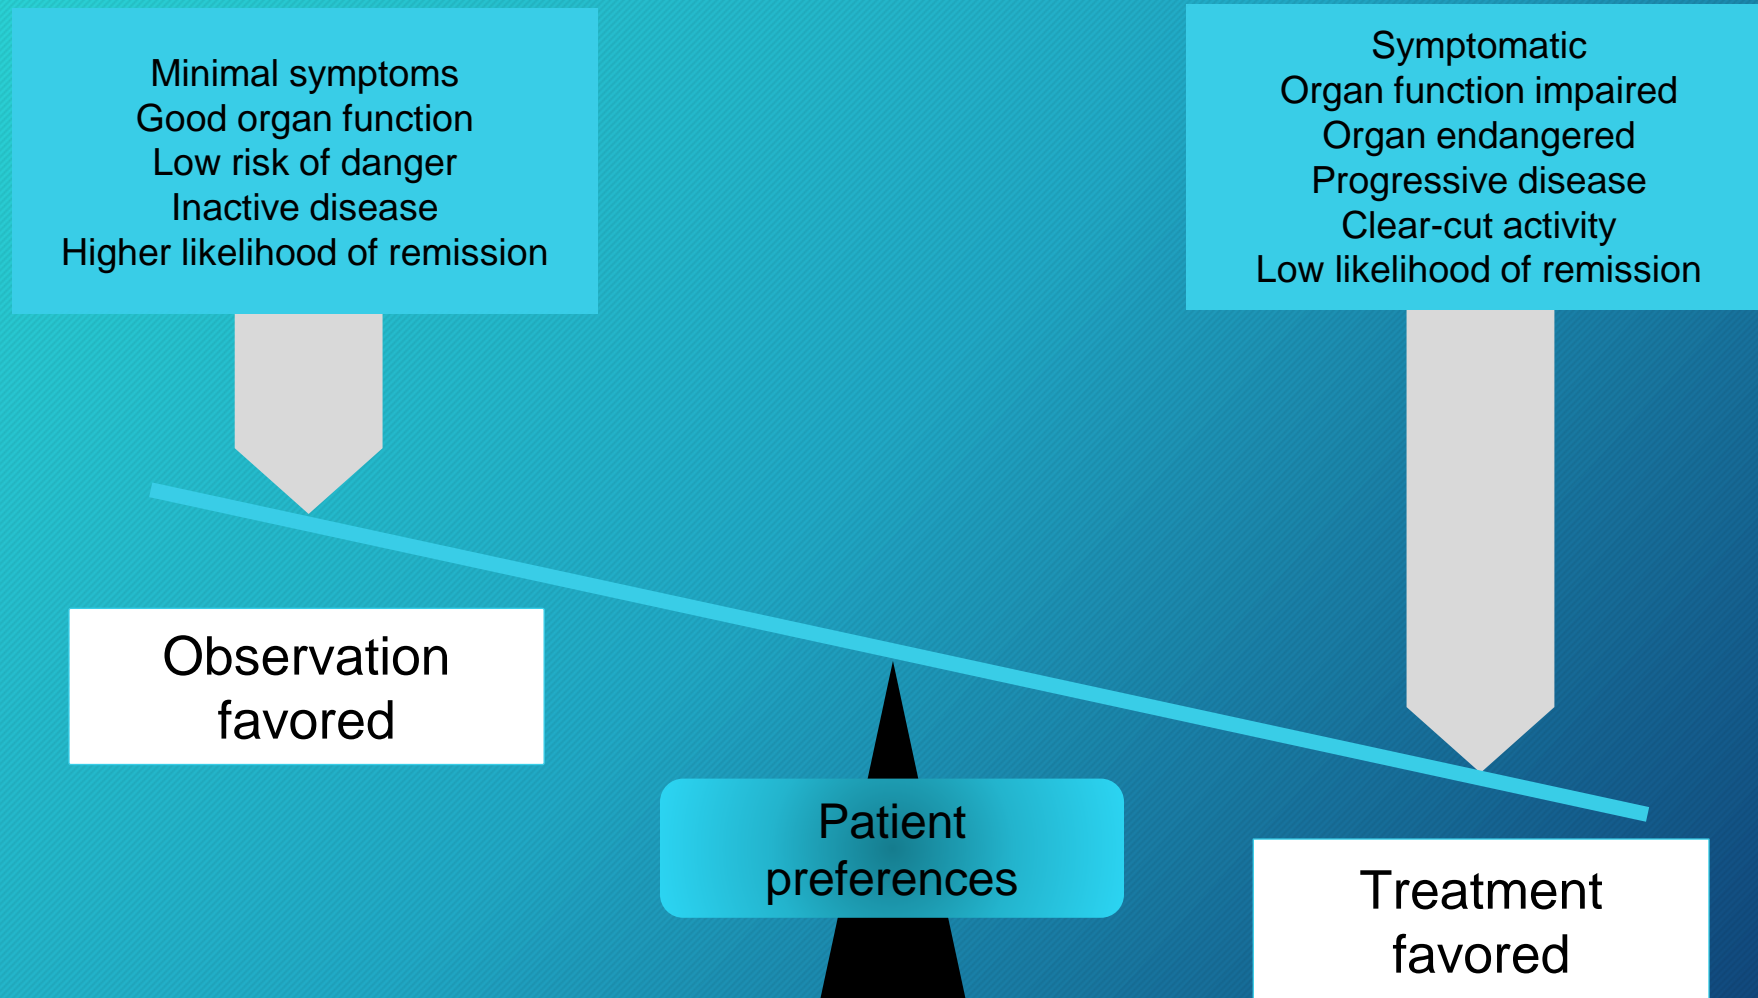 Minimal symptoms
Good organ function
Low risk of danger
Inactive disease
Higher likelihood of remission
Symptomatic
Organ function impaired
Organ endangered
Progressive disease
Clear-cut activity
Low likelihood of remission
Observation
favored
Patient
preferences
Treatment
favored